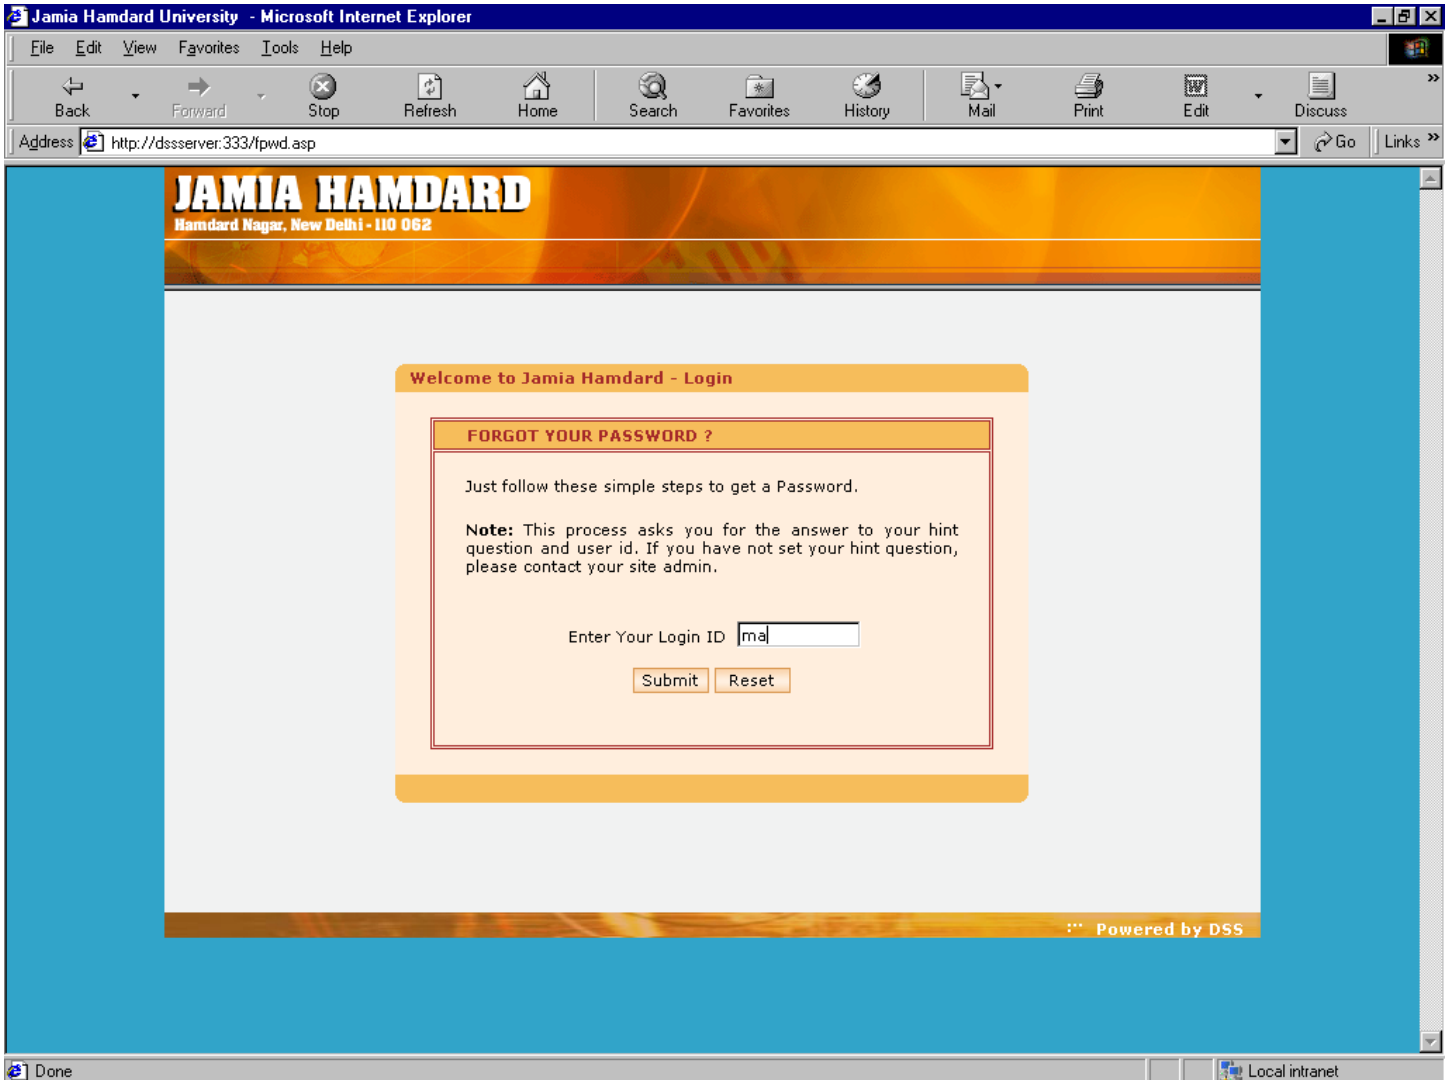 Jamia Hamdard University - Microsoft Internet Explorer
File Edit View Favorites Tools Help
Back Forward Stop Refresh Home Search Favorites History Mail Print Edit Discuss »
Address http://dssserver:333/fpwd.asp Go Links »
JAMIA HAMDARD
Hamdard Nagar, New Delhi - 110 062
Welcome to Jamia Hamdard - Login
FORGOT YOUR PASSWORD ?
Just follow these simple steps to get a Password.
Note: This process asks you for the answer to your hint
question and user id. If you have not set your hint question,
please contact your site admin.
Enter Your Login ID ma
Submit Reset
Powered by DSS
Done Local intranet